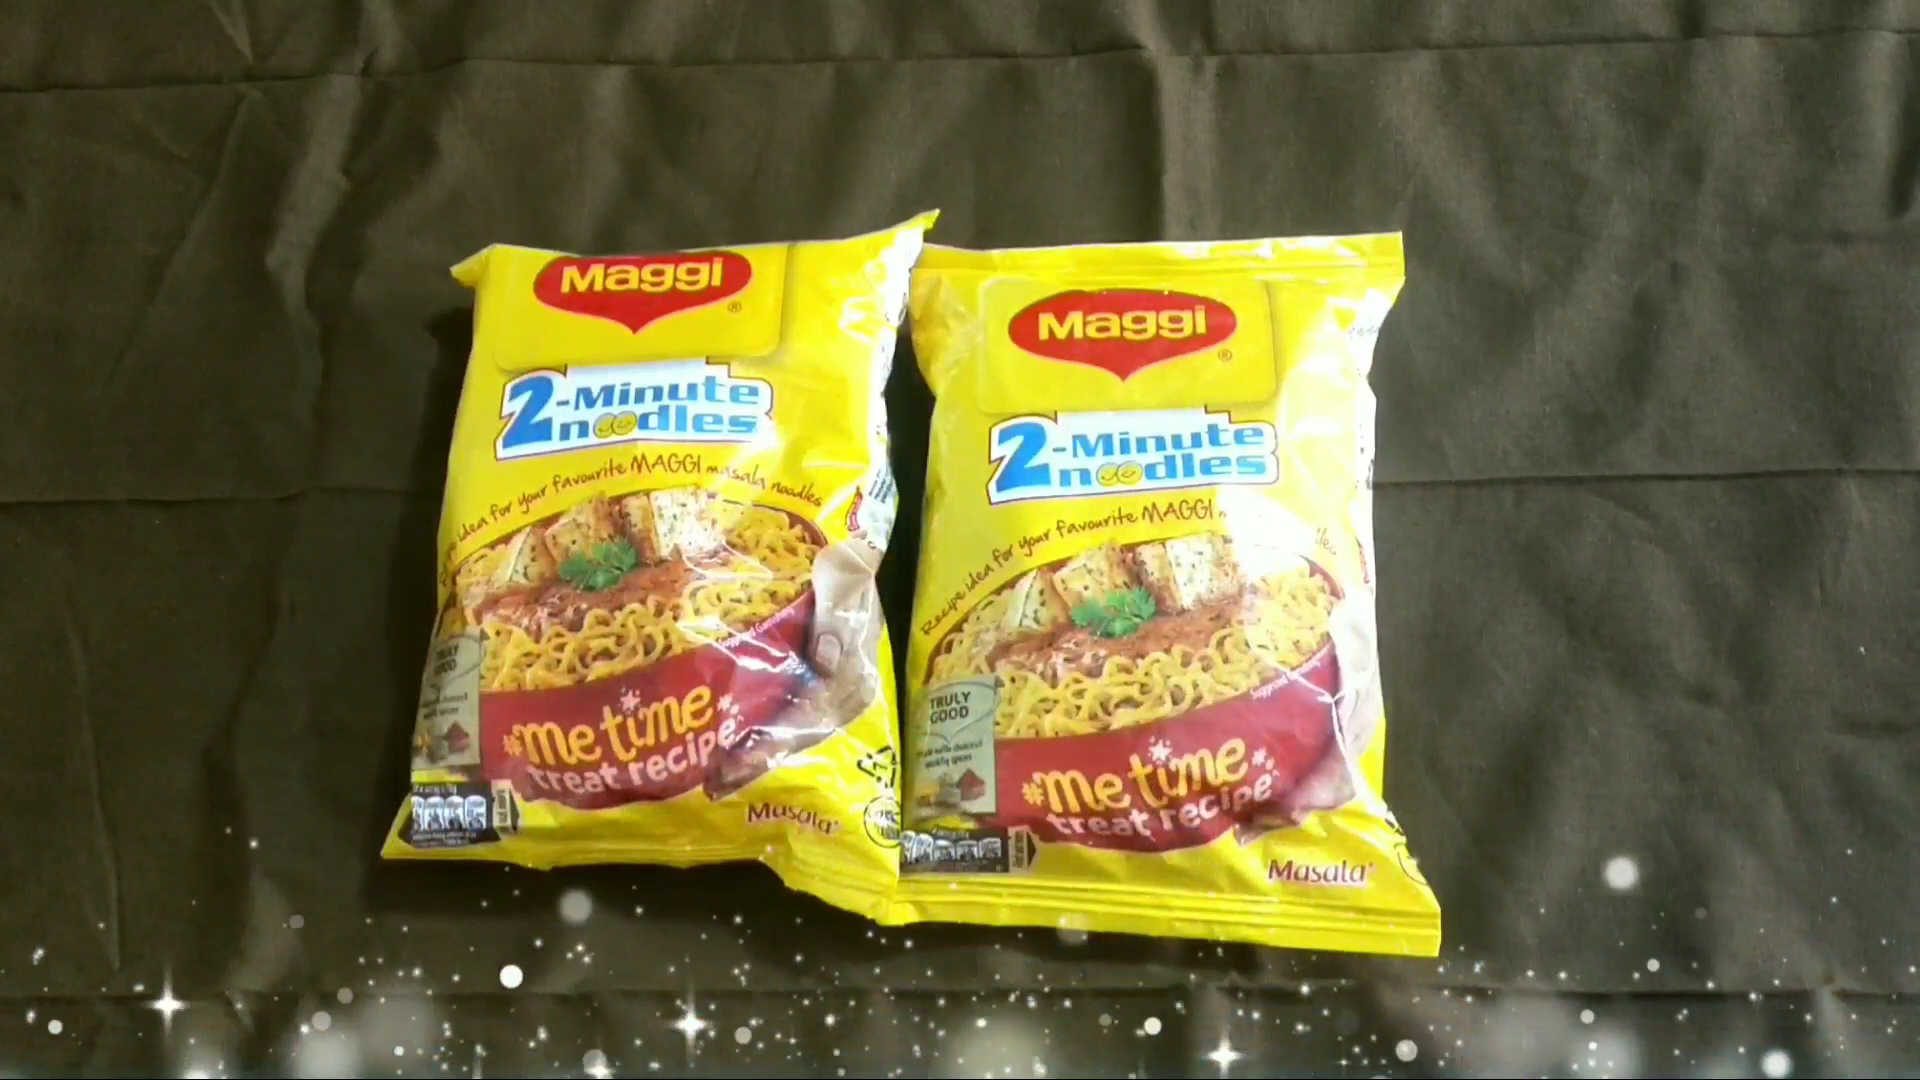 Maggi
®
2-Minute
noodles
idea for your favourite MAGGI masala noodles
TRULY
GOOD
#me time
treat recipe
Masala
Maggi
®
2-Minute
noodles
Recipe idea for your favourite MAGGI
TRULY
GOOD
#me time
treat recipe
Masala